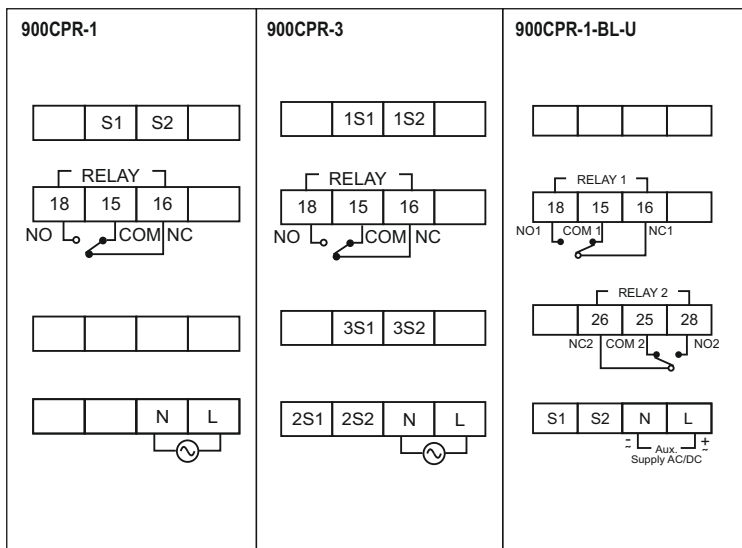 900CPR-1
S1 S2
RELAY
18 15 16
NO COM NC
N L
900CPR-3
1S1 1S2
RELAY
18 15 16
NO COM NC
3S1 3S2
2S1 2S2 N L
900CPR-1-BL-U
RELAY 1
18 15 16
NO1 COM 1 NC1
RELAY 2
26 25 28
NC2 COM 2 NO2
S1 S2 N L
- ~ Aux. + ~
Supply AC/DC